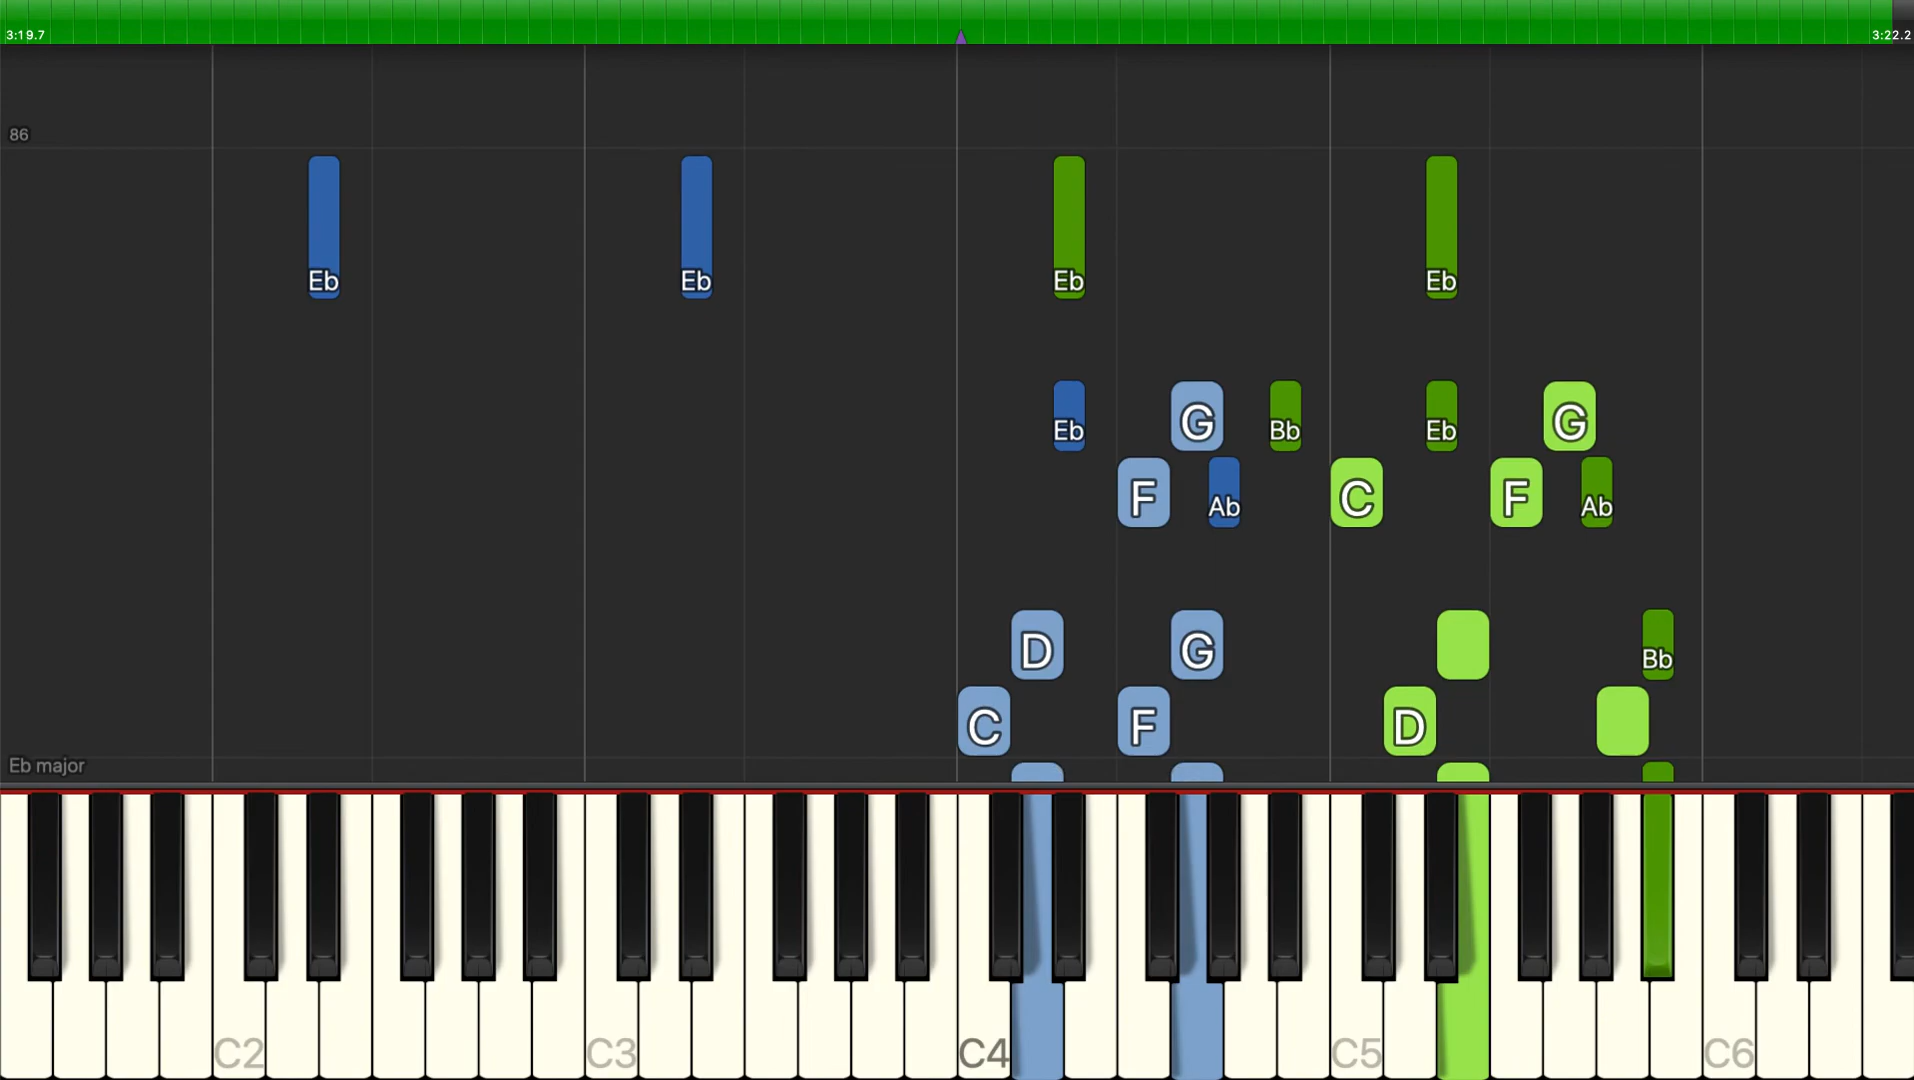 3:19.7 3:22.2
86
Eb Eb Eb Eb
Eb G Bb Eb G
F Ab C F Ab
D G Bb
C F D
Eb major
C2 C3 C4 C5 C6